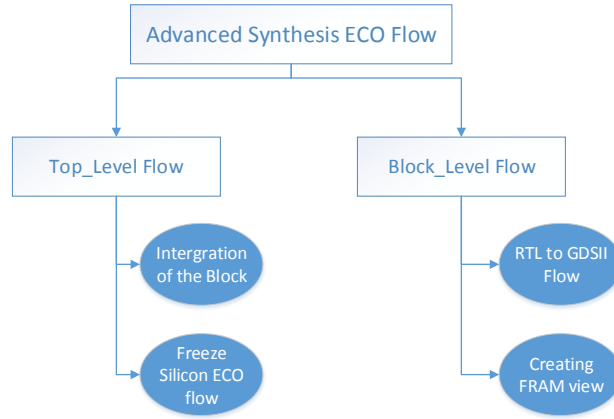 Advanced Synthesis ECO Flow
Top_Level Flow
Block_Level Flow
Intergration
of the Block
RTL to GDSII
Flow
Freeze
Silicon ECO
flow
Creating
FRAM view